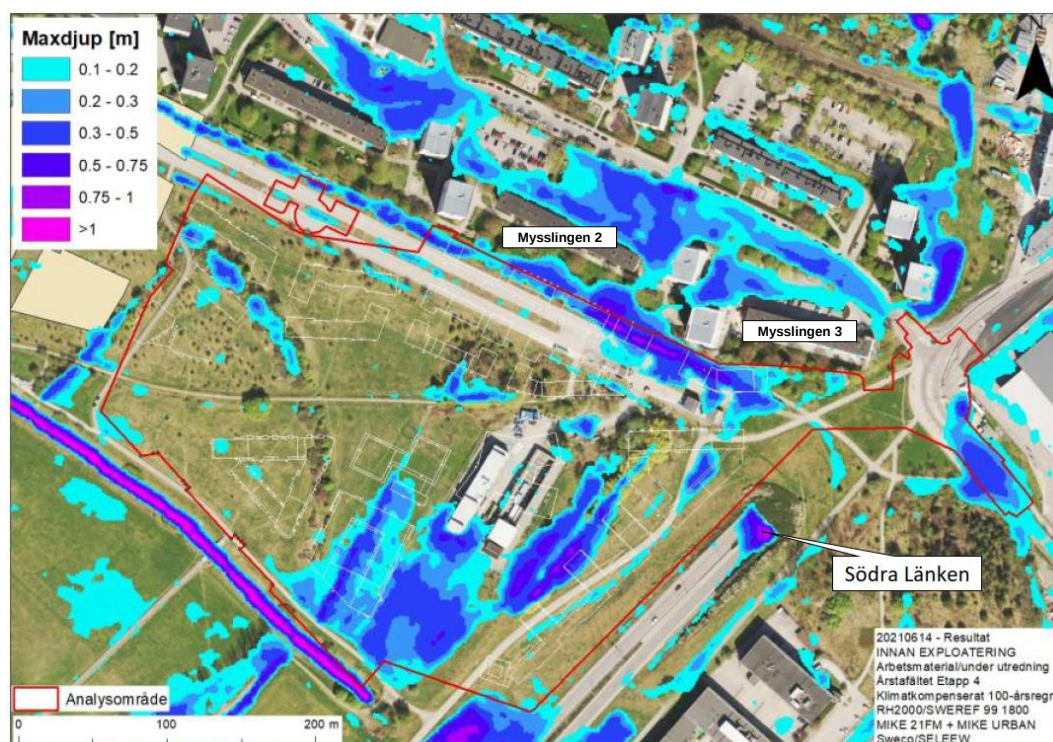 Maxdjup [m]
0.1 - 0.2
0.2 - 0.3
0.3 - 0.5
0.5 - 0.75
0.75 - 1
>1
N
Mysslingen 2
Mysslingen 3
Södra Länken
Analysområde
0 100 200 m
20210614 - Resultat
INNAN EXPLOATERING
Arbetsmaterial/under utredning
Årstafältet Etapp 4
Klimatkompenserat 100-årsregn
RH2000/SWEREF 99 1800
MIKE 21FM + MIKE URBAN
Sweco/SELEEW